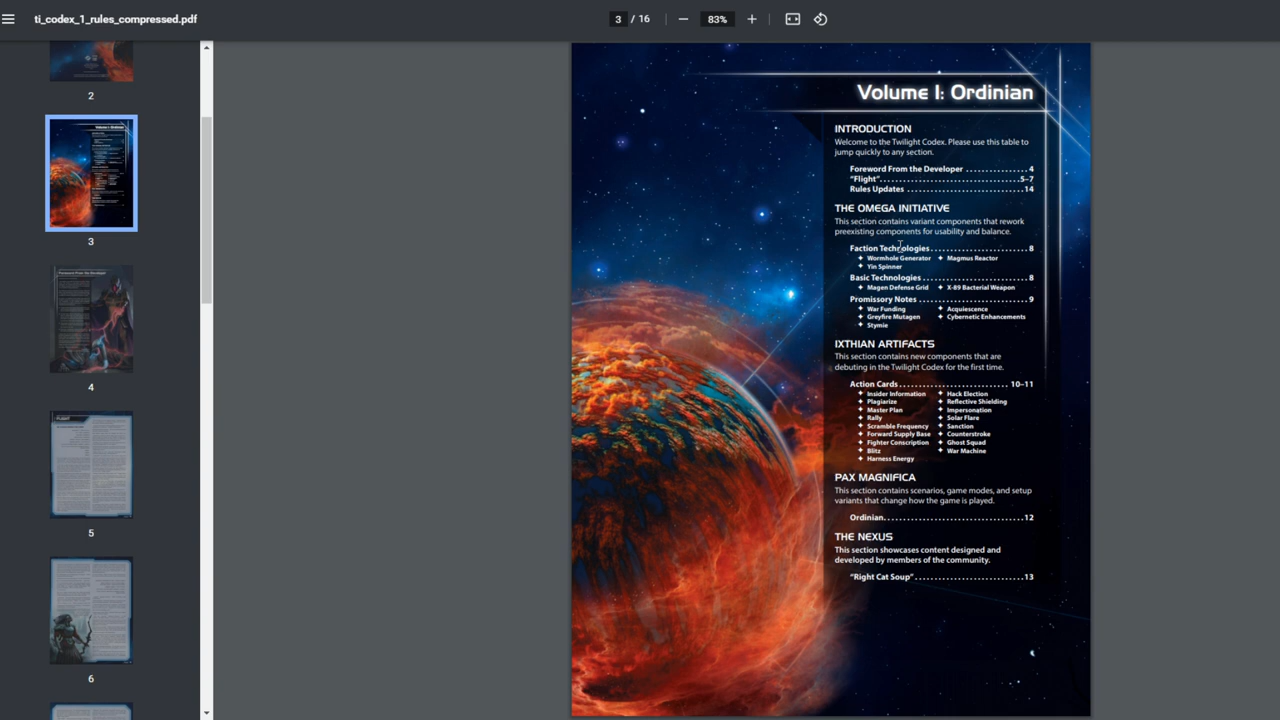 ti_codex_1_rules_compressed.pdf
3 / 16
83%
2
3
4
5
6
Volume I: Ordinian
INTRODUCTION
Welcome to the Twilight Codex. Please use this table to
jump quickly to any section.
Foreword From the Developer .................. 4
"Flight"........................................5–7
Rules Updates ................................14
THE OMEGA INITIATIVE
This section contains variant components that rework
preexisting components for usability and balance.
Faction Technologies........................... 8
✦ Wormhole Generator ✦ Magmus Reactor
✦ Yin Spinner
Basic Technologies ............................. 8
✦ Magen Defense Grid ✦ X-89 Bacterial Weapon
Promissory Notes ............................... 9
✦ War Funding ✦ Acquiescence
✦ Greyfire Mutagen ✦ Cybernetic Enhancements
✦ Stymie
IXTHIAN ARTIFACTS
This section contains new components that are
debuting in the Twilight Codex for the first time.
Action Cards.............................. 10–11
✦ Insider Information ✦ Hack Election
✦ Plagiarize ✦ Reflective Shielding
✦ Master Plan ✦ Impersonation
✦ Rally ✦ Solar Flare
✦ Scramble Frequency ✦ Sanction
✦ Forward Supply Base ✦ Counterstroke
✦ Fighter Conscription ✦ Ghost Squad
✦ Blitz ✦ War Machine
✦ Harness Energy
PAX MAGNIFICA
This section contains scenarios, game modes, and setup
variants that change how the game is played.
Ordinian.......................................12
THE NEXUS
This section showcases content designed and
developed by members of the community.
"Right Cat Soup"...............................13